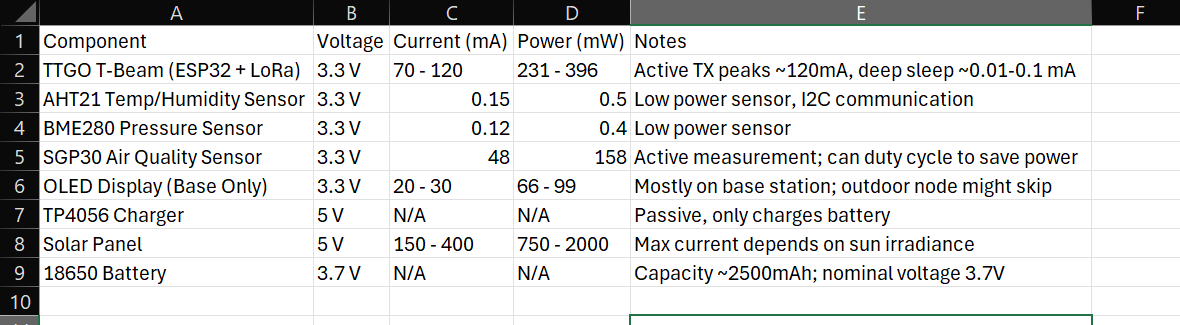 A B C D E F
1 Component Voltage Current (mA) Power (mW) Notes
2 TTGO T-Beam (ESP32 + LoRa) 3.3 V 70 - 120 231 - 396 Active TX peaks ~120mA, deep sleep ~0.01-0.1 mA
3 AHT21 Temp/Humidity Sensor 3.3 V 0.15 0.5 Low power sensor, I2C communication
4 BME280 Pressure Sensor 3.3 V 0.12 0.4 Low power sensor
5 SGP30 Air Quality Sensor 3.3 V 48 158 Active measurement; can duty cycle to save power
6 OLED Display (Base Only) 3.3 V 20 - 30 66 - 99 Mostly on base station; outdoor node might skip
7 TP4056 Charger 5 V N/A N/A Passive, only charges battery
8 Solar Panel 5 V 150 - 400 750 - 2000 Max current depends on sun irradiance
9 18650 Battery 3.7 V N/A N/A Capacity ~2500mAh; nominal voltage 3.7V
10